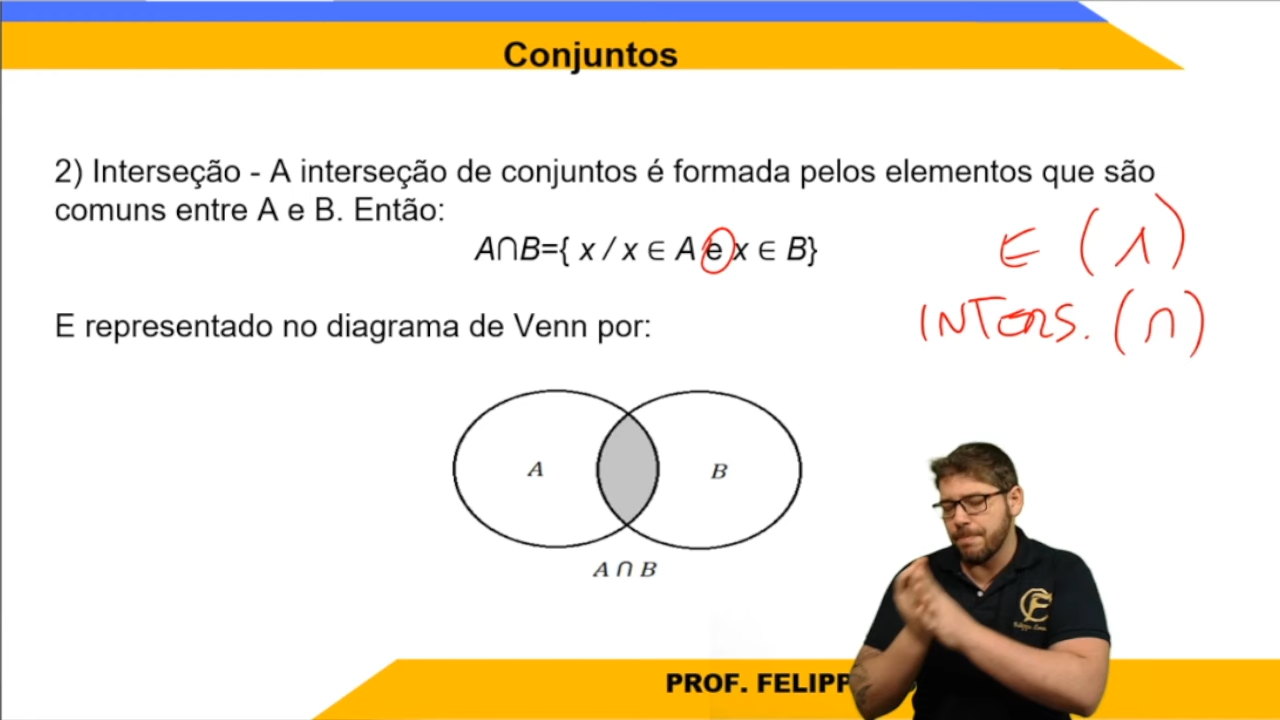 Conjuntos
2) Interseção - A interseção de conjuntos é formada pelos elementos que são
comuns entre A e B. Então:
A∩B={ x / x ∈ A e x ∈ B}
E (∧)
INTERS. (∩)
E representado no diagrama de Venn por:
A
B
A ∩ B
PROF. FELIPP